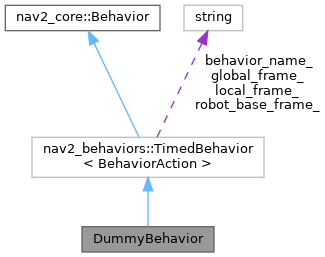 nav2_core::Behavior
string
behavior_name_
global_frame_
local_frame_
robot_base_frame_
nav2_behaviors::TimedBehavior
< BehaviorAction >
DummyBehavior